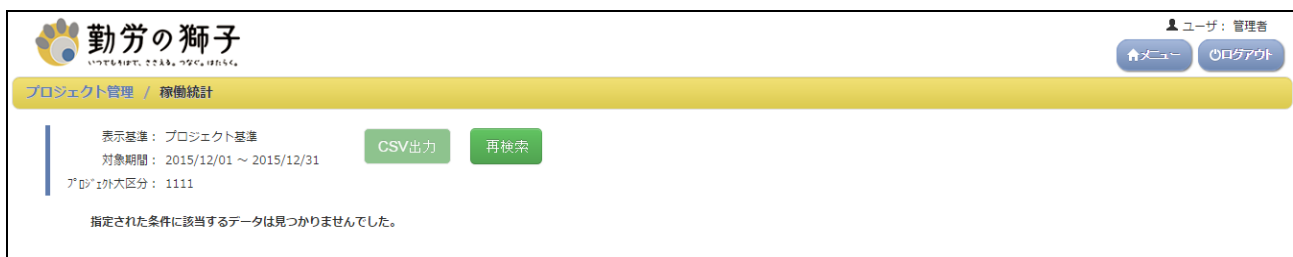 勤労の獅子
いつでもそばで、ささえる。つなぐ。はたらく。
ユーザ： 管理者
メニュー
ログアウト
プロジェクト管理 / 稼働統計
表示基準： プロジェクト基準
対象期間： 2015/12/01 ～ 2015/12/31
ﾌﾟﾛｼﾞｪｸﾄ大区分： 1111
CSV出力
再検索
指定された条件に該当するデータは見つかりませんでした。